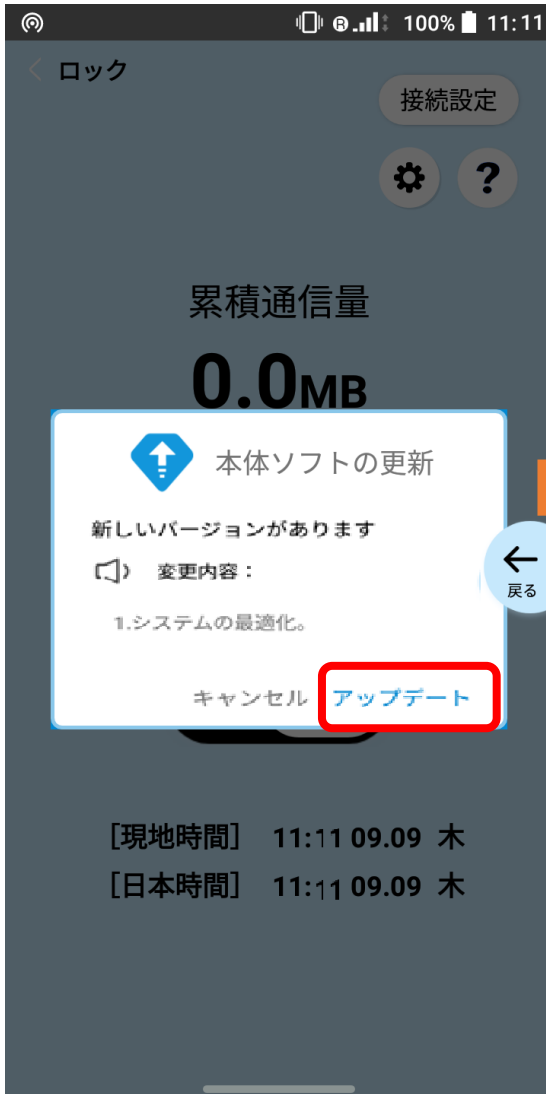 100% 11:11
ロック
接続設定
?
累積通信量
0.0MB
本体ソフトの更新
新しいバージョンがあります
変更内容：
戻る
1.システムの最適化。
キャンセル アップデート
［現地時間］ 11:11 09.09 木
［日本時間］ 11:11 09.09 木